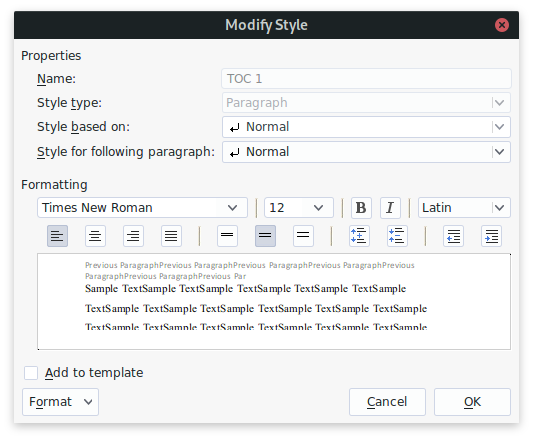 Modify Style
Properties
Name: TOC 1
Style type: Paragraph
Style based on: Normal
Style for following paragraph: Normal
Formatting
Times New Roman 12 B I Latin
Previous ParagraphPrevious ParagraphPrevious ParagraphPrevious ParagraphPrevious
ParagraphPrevious ParagraphPrevious Par
Sample TextSample TextSample TextSample TextSample TextSample
TextSample TextSample TextSample TextSample TextSample TextSample
TextSample TextSample TextSample TextSample TextSample TextSample
Add to template
Format Cancel OK